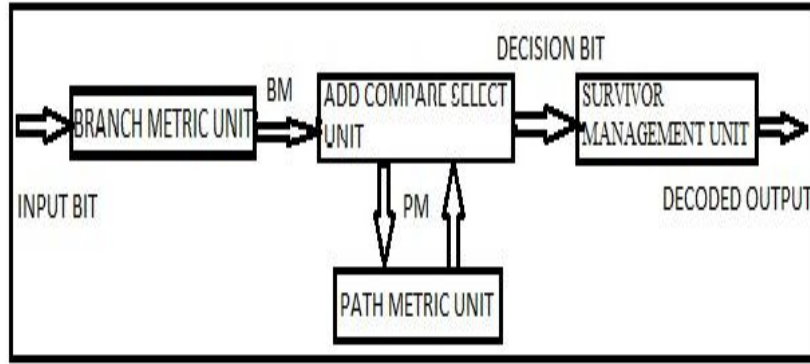 DECISION BIT
BM
BRANCH METRIC UNIT
ADD COMPARE SELECT
UNIT
SURVIVOR
MANAGEMENT UNIT
INPUT BIT
PM
DECODED OUTPUT
PATH METRIC UNIT